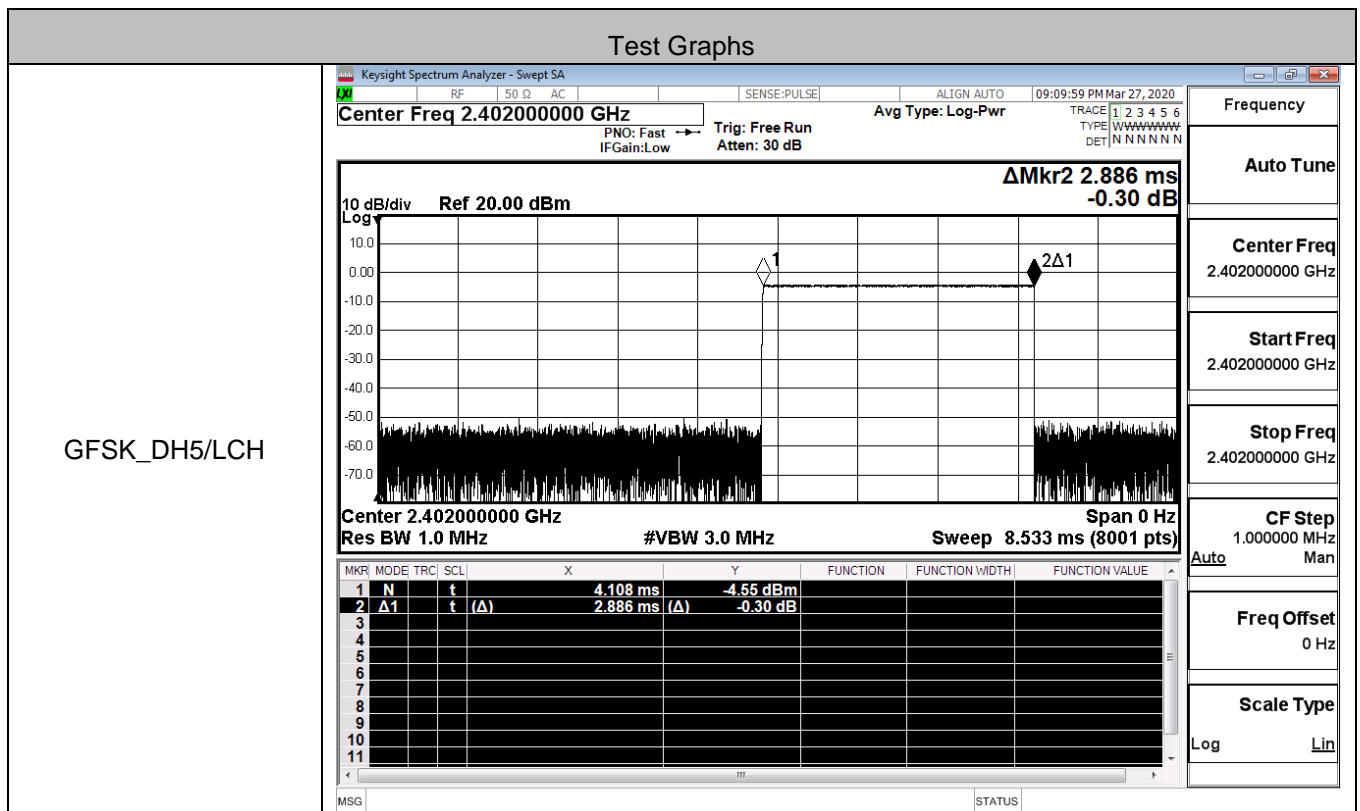 Test Graphs
GFSK_DH5/LCH
Keysight Spectrum Analyzer - Swept SA
LXI RF 50 Ω AC SENSE:PULSE ALIGN AUTO 09:09:59 PM Mar 27, 2020
Center Freq 2.402000000 GHz
PNO: Fast
IFGain:Low
Trig: Free Run
Atten: 30 dB
Avg Type: Log-Pwr
TRACE 1 2 3 4 5 6
TYPE WWWWWW
DET N N N N N N
ΔMkr2 2.886 ms
-0.30 dB
10 dB/div Ref 20.00 dBm
Log
10.0
0.00
-10.0
-20.0
-30.0
-40.0
-50.0
-60.0
-70.0
1
2Δ1
Center 2.402000000 GHz Span 0 Hz
Res BW 1.0 MHz #VBW 3.0 MHz Sweep 8.533 ms (8001 pts)
MKR MODE TRC SCL X Y FUNCTION FUNCTION WIDTH FUNCTION VALUE
1 N t 4.108 ms -4.55 dBm
2 Δ1 t (Δ) 2.886 ms (Δ) -0.30 dB
3
4
5
6
7
8
9
10
11
MSG STATUS
Frequency
Auto Tune
Center Freq
2.402000000 GHz
Start Freq
2.402000000 GHz
Stop Freq
2.402000000 GHz
CF Step
1.000000 MHz
Auto Man
Freq Offset
0 Hz
Scale Type
Log Lin